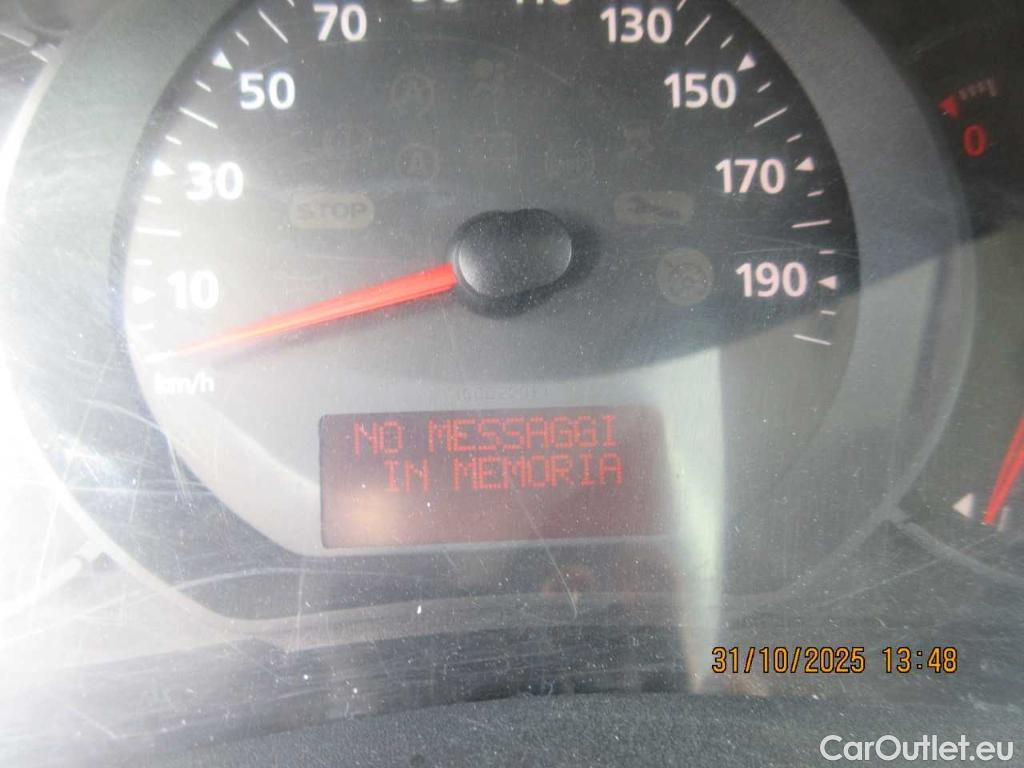 70
130
50
150
30
170
0
STOP
10
190
km/h
NO MESSAGGI
IN MEMORIA
31/10/2025 13:48
CarOutlet.eu